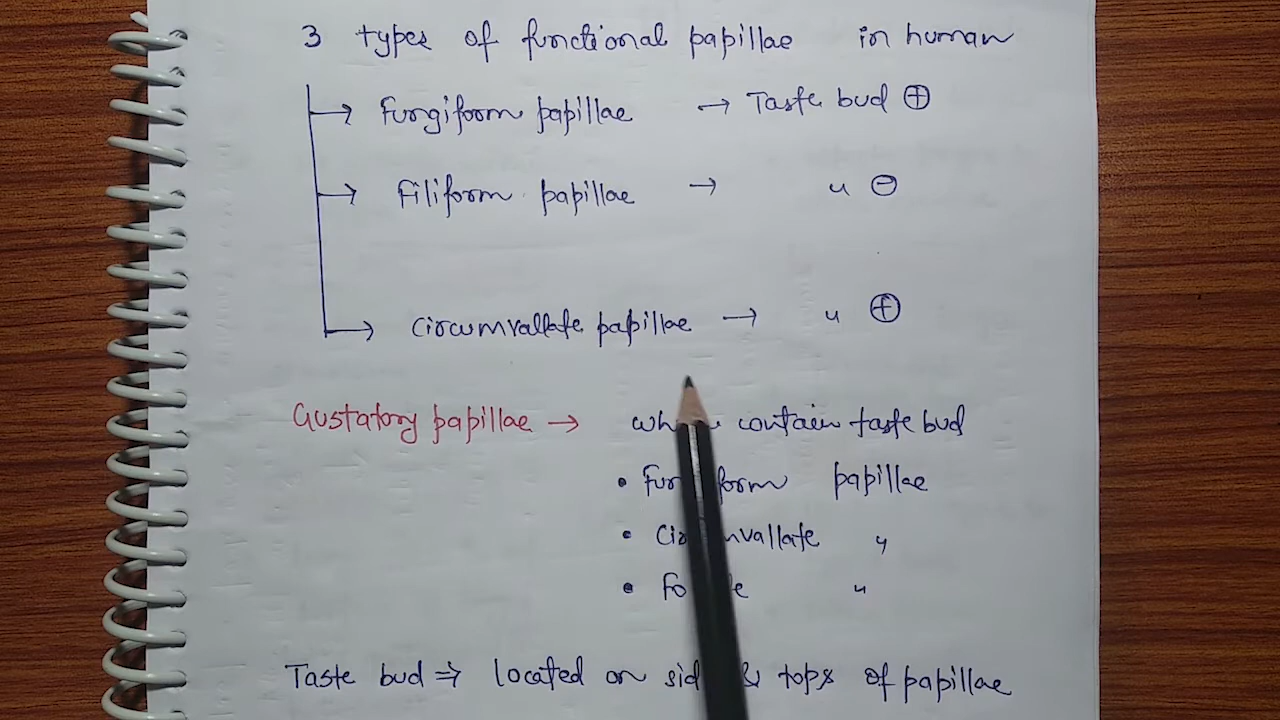 3 types of functional papillae in human
→ Fungiform papillae → Taste bud ⊕
→ Filiform papillae → " ⊖
→ Circumvallate papillae → " ⊕
Gustatory papillae → contain taste bud
• papillae
• "
• "
Taste bud ⇒ located on & tops of papillae